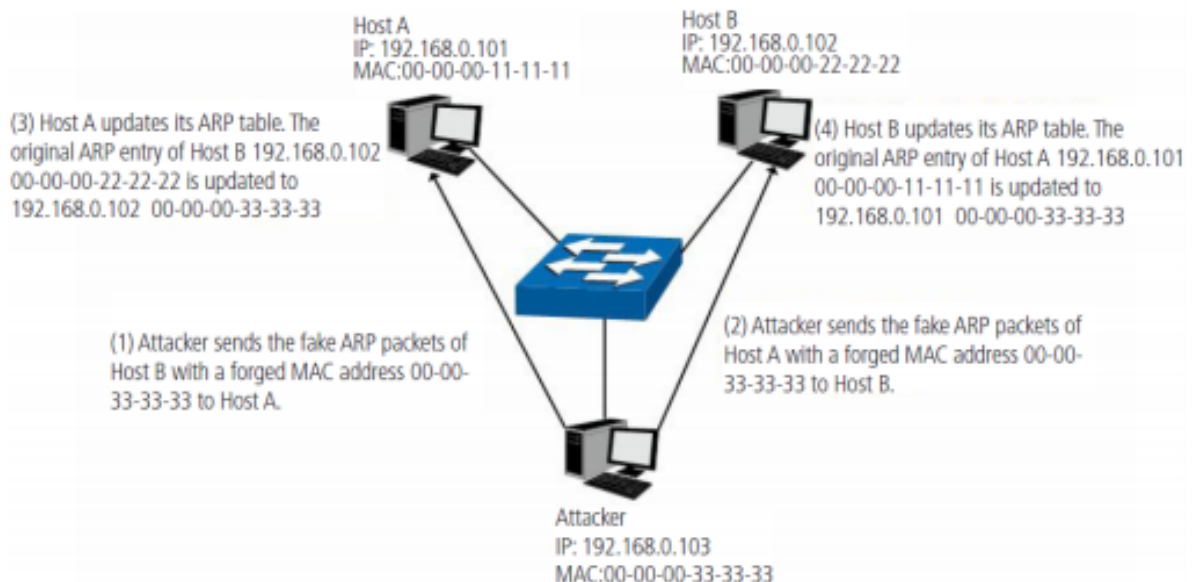 Host A
IP: 192.168.0.101
MAC:00-00-00-11-11-11
Host B
IP: 192.168.0.102
MAC:00-00-00-22-22-22
(3) Host A updates its ARP table. The
original ARP entry of Host B 192.168.0.102
00-00-00-22-22-22 is updated to
192.168.0.102 00-00-00-33-33-33
(4) Host B updates its ARP table. The
original ARP entry of Host A 192.168.0.101
00-00-00-11-11-11 is updated to
192.168.0.101 00-00-00-33-33-33
(1) Attacker sends the fake ARP packets of
Host B with a forged MAC address 00-00-
33-33-33 to Host A.
(2) Attacker sends the fake ARP packets of
Host A with a forged MAC address 00-00-
33-33-33 to Host B.
Attacker
IP: 192.168.0.103
MAC:00-00-00-33-33-33